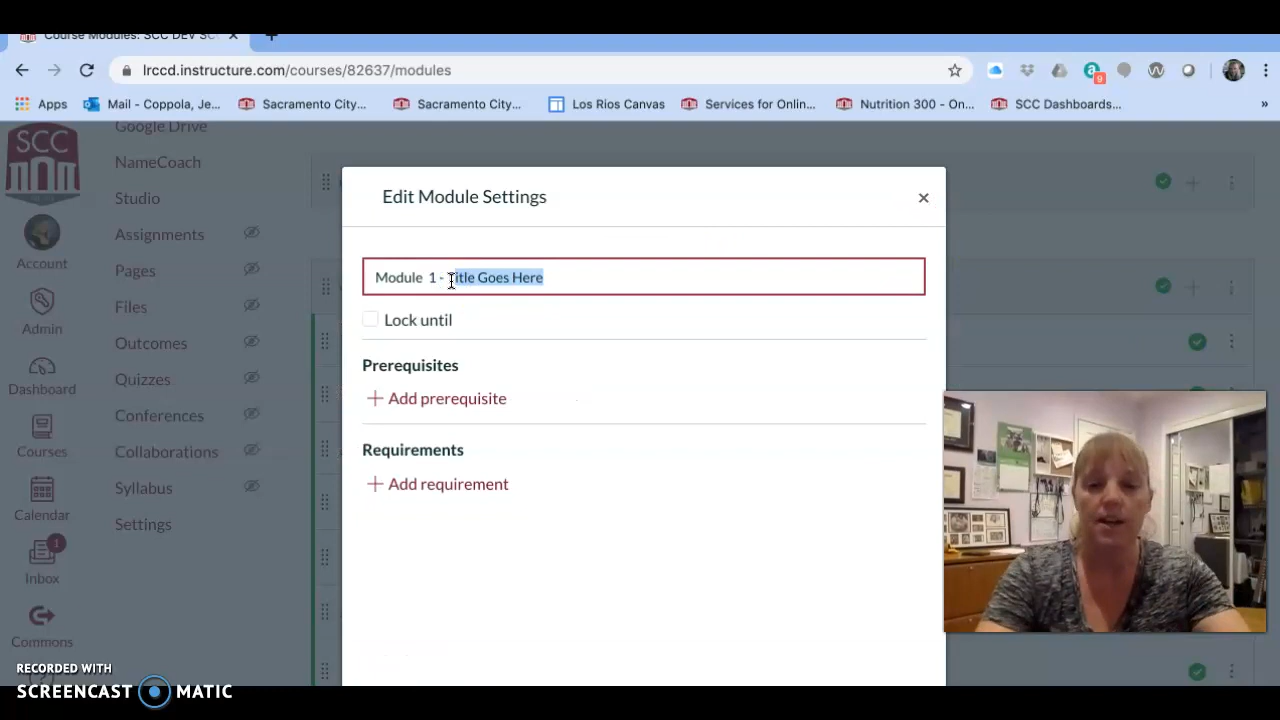 Course Modules: SCC DEV SC
lrccd.instructure.com/courses/82637/modules
Apps
Mail - Coppola, Je...
Sacramento City...
Sacramento City...
Los Rios Canvas
Services for Onlin...
Nutrition 300 - On...
SCC Dashboards...
»
9
SCC
Account
Admin
Dashboard
Courses
Calendar
1
Inbox
Commons
Google Drive
NameCoach
Studio
Assignments
Pages
Files
Outcomes
Quizzes
Conferences
Collaborations
Syllabus
Settings
Edit Module Settings
×
Module 1 - Title Goes Here
Lock until
Prerequisites
+ Add prerequisite
Requirements
+ Add requirement
RECORDED WITH
SCREENCAST MATIC